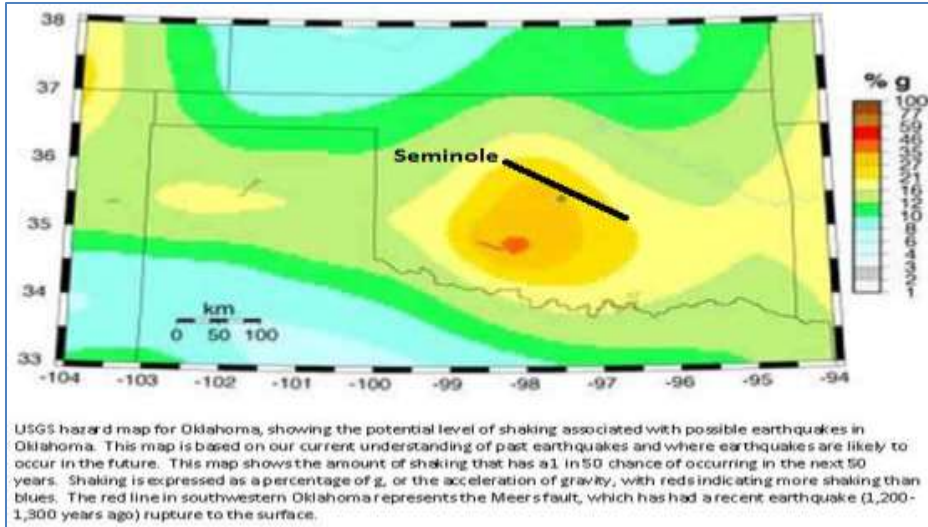 38
37
36
35
34
33
Seminole
km
0 50 100
-104 -103 -102 -101 -100 -99 -98 -97 -96 -95 -94
% g
100
77
59
46
35
27
21
16
12
10
8
6
4
3
2
1
USGS hazard map for Oklahoma, showing the potential level of shaking associated with possible earthquakes in
Oklahoma. This map is based on our current understanding of past earthquakes and where earthquakes are likely to
occur in the future. This map shows the amount of shaking that has a 1 in 50 chance of occurring in the next 50
years. Shaking is expressed as a percentage of g, or the acceleration of gravity, with reds indicating more shaking than
blues. The red line in southwestern Oklahoma represents the Meers fault, which has had a recent earthquake (1,200-
1,300 years ago) rupture to the surface.